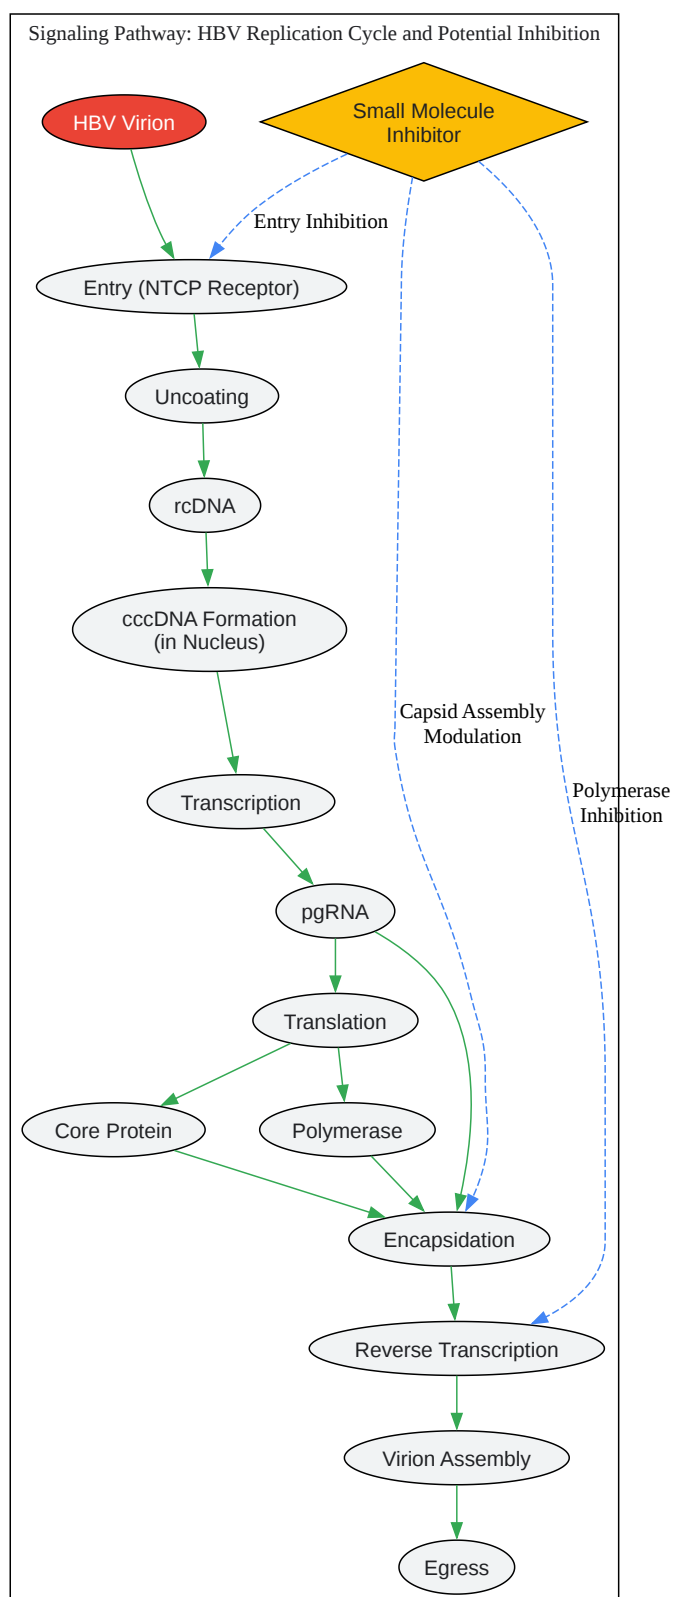 Signaling Pathway: HBV Replication Cycle and Potential Inhibition
HBV Virion
Small Molecule
Inhibitor
Entry Inhibition
Entry (NTCP Receptor)
Uncoating
rcDNA
cccDNA Formation
(in Nucleus)
Capsid Assembly
Modulation
Transcription
Polymerase
Inhibition
pgRNA
Translation
Core Protein
Polymerase
Encapsidation
Reverse Transcription
Virion Assembly
Egress